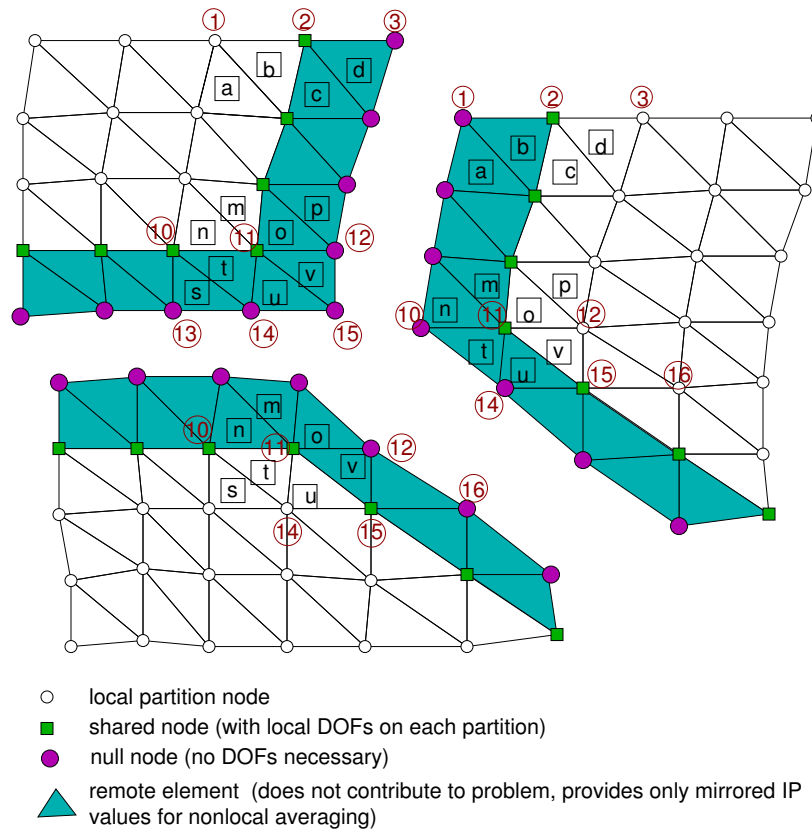 1 2 3
b d
a c
m p
10 n 11 o 12
t v
s u
13 14 15
1 2 3
b d
a c
m p
10 n 11 o 12
t v
u 15 16
14
m
10 n 11 o 12
t v
s u 16
14 15
local partition node
shared node (with local DOFs on each partition)
null node (no DOFs necessary)
remote element (does not contribute to problem, provides only mirrored IP
values for nonlocal averaging)